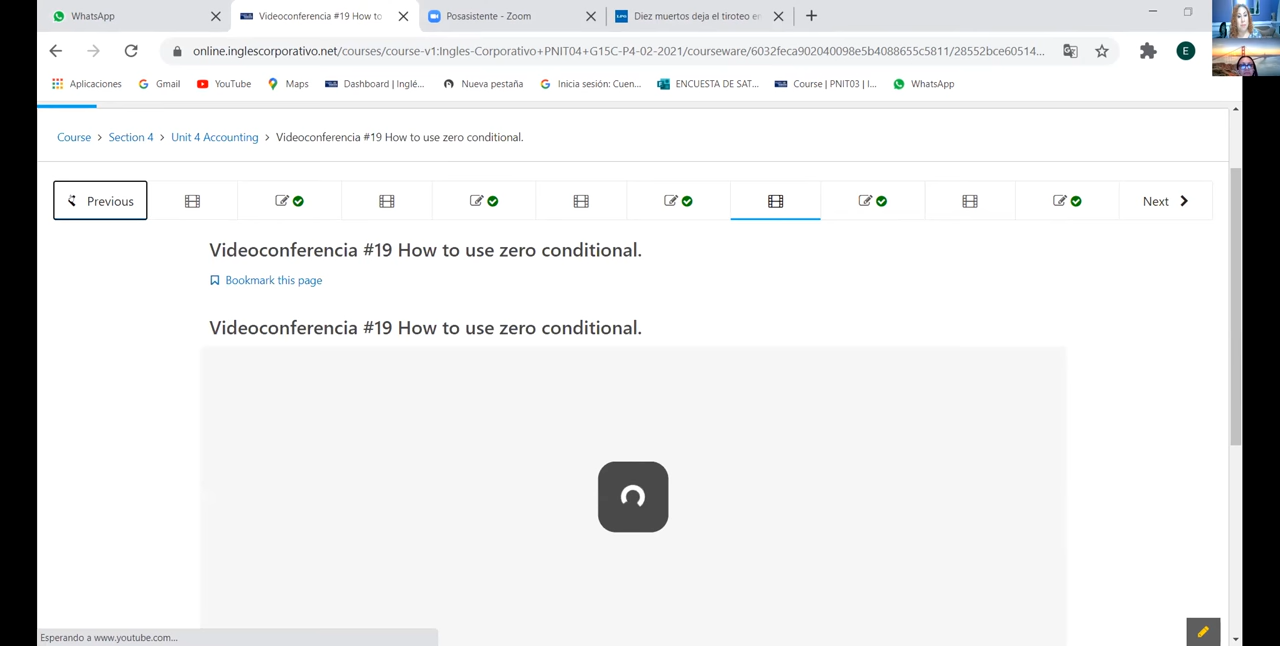 WhatsApp
Videoconferencia #19 How to
Posasistente - Zoom
LPG Diez muertos deja el tiroteo en
online.inglescorporativo.net/courses/course-v1:Ingles-Corporativo+PNIT04+G15C-P4-02-2021/courseware/6032feca902040098e5b4088655c5811/28552bce60514...
E
Aplicaciones Gmail YouTube Maps Dashboard | Inglé... Nueva pestaña Inicia sesión: Cuen... ENCUESTA DE SAT... Course | PNIT03 | I... WhatsApp
Course > Section 4 > Unit 4 Accounting > Videoconferencia #19 How to use zero conditional.
Previous
Next
Videoconferencia #19 How to use zero conditional.
Bookmark this page
Videoconferencia #19 How to use zero conditional.
Esperando a www.youtube.com...